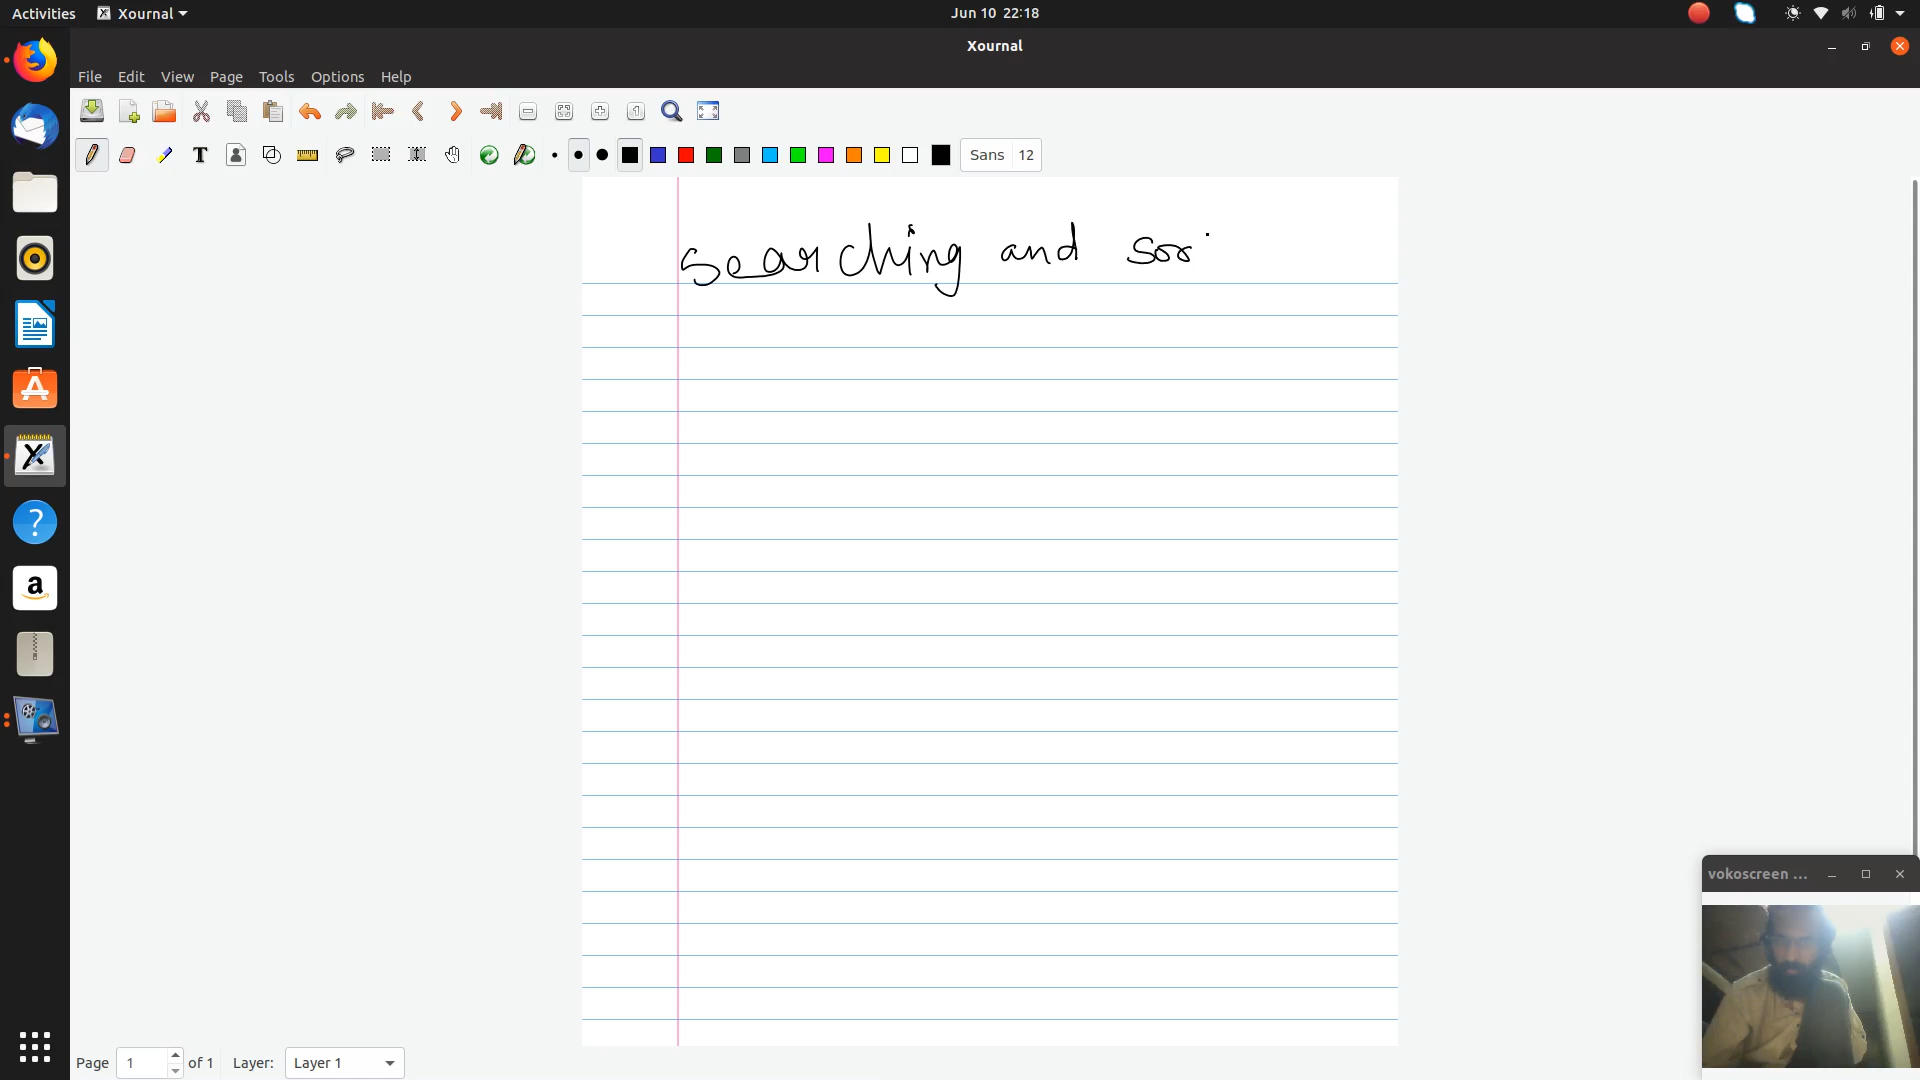 Activities Xournal Jun 10 22:18
Xournal
File Edit View Page Tools Options Help
T Sans 12
searching and sor
vokoscreen ...
Page 1 of 1 Layer: Layer 1